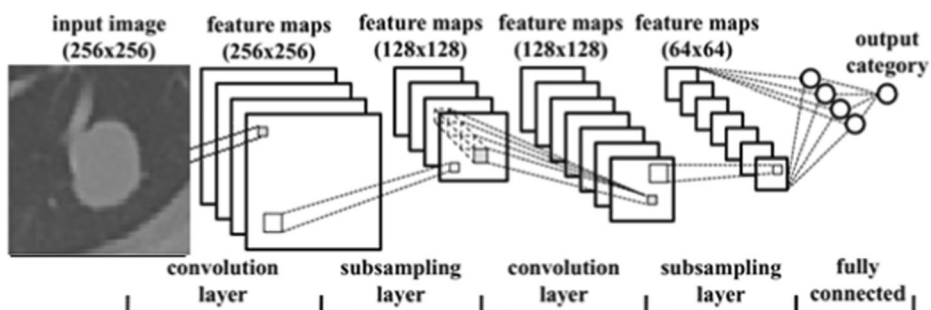 input image
(256x256)
feature maps
(256x256)
feature maps
(128x128)
feature maps
(128x128)
feature maps
(64x64)
output
category
convolution
layer
subsampling
layer
convolution
layer
subsampling
layer
fully
connected